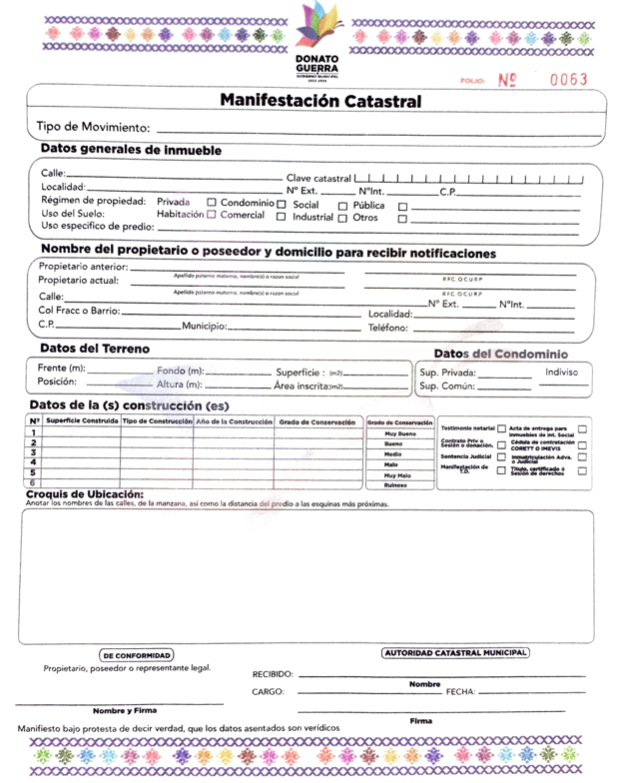 DONATO
GUERRA
FOLIO: Nº 0063
Manifestación Catastral
Tipo de Movimiento:
Datos generales de inmueble
Calle: Clave catastral
Localidad: Nº Ext. NºInt. C.P.
Régimen de propiedad: Privada Condominio Social Pública
Uso del Suelo: Habitación Comercial Industrial Otros
Uso especifico de predio:
Nombre del propietario o poseedor y domicilio para recibir notificaciones
Propietario anterior:
Apellido paterno materno, nombre(s) o razon social RFC O CURP
Propietario actual:
Apellido paterno materno, nombre(s) o razon social RFC O CURP
Calle: Nº Ext. NºInt.
Col Fracc o Barrio: Localidad:
C.P. Municipio: Teléfono:
Datos del Terreno Datos del Condominio
Frente (m): Fondo (m): Superficie : (m2) Sup. Privada: Indiviso
Posición: Altura (m): Área inscrita:(m2) Sup. Común:
Datos de la (s) construcción (es)
Nº Superficie Construida Tipo de Construcción Año de la Construcción Grado de Conservación Grado de Conservación
1 Muy Bueno
2 Bueno
3 Medio
4 Malo
5 Muy Malo
6 Ruinoso
Testimonio notarial Acta de entrega para
inmuebles de int. Social
Contrato Priv o
Sesión o donación. Cédula de contratación
CORETT O IMEVIS
Sentancia Judicial Inmatriculación Adva.
o Judicial
Manifestación de
T.D. Titulo, certificado ó
Sesión de derechos
Croquis de Ubicación:
Anotar los nombres de las calles, de la manzana, así como la distancia del predio a las esquinas más próximas.
DE CONFORMIDAD AUTORIDAD CATASTRAL MUNICIPAL
Propietario, poseedor o representante legal.
RECIBIDO:
Nombre
CARGO: FECHA:
Nombre y Firma
Firma
Manifiesto bajo protesta de decir verdad, que los datos asentados son verídicos